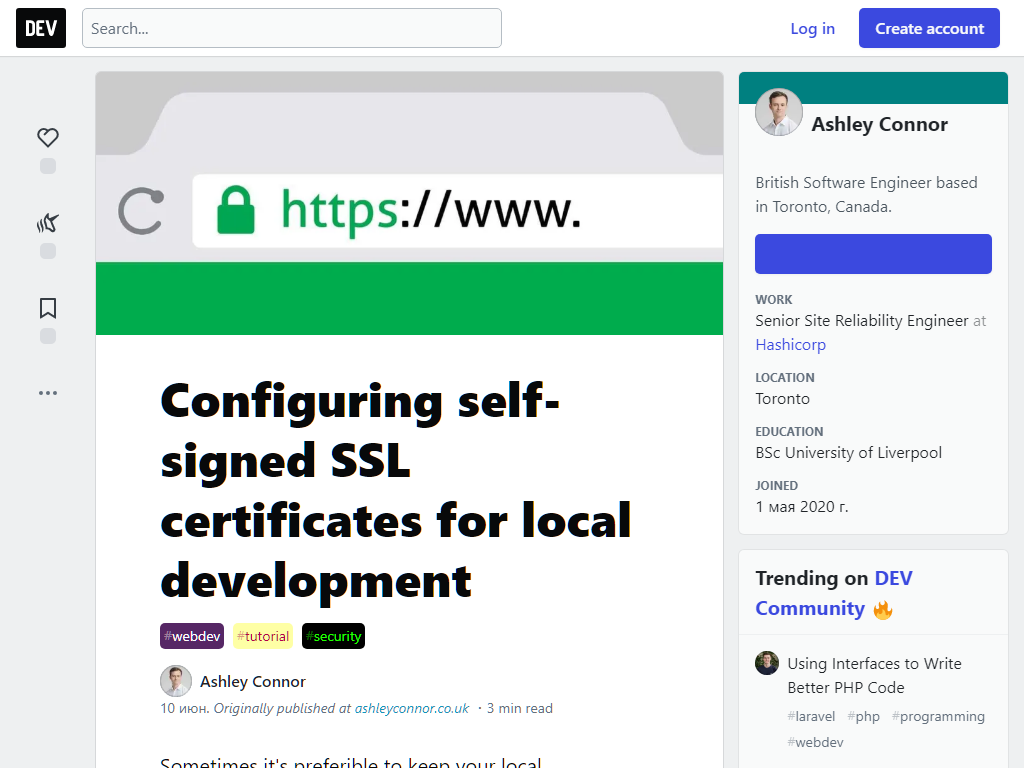 DEV
Search...
Log in
Create account
https://www.
Configuring self-
signed SSL
certificates for local
development
#webdev #tutorial #security
Ashley Connor
10 июн. Originally published at ashleyconnor.co.uk ・3 min read
Sometimes it's preferible to keep your local
Ashley Connor
British Software Engineer based
in Toronto, Canada.
WORK
Senior Site Reliability Engineer at
Hashicorp
LOCATION
Toronto
EDUCATION
BSc University of Liverpool
JOINED
1 мая 2020 г.
Trending on DEV
Community 🔥
Using Interfaces to Write
Better PHP Code
#laravel #php #programming
#webdev